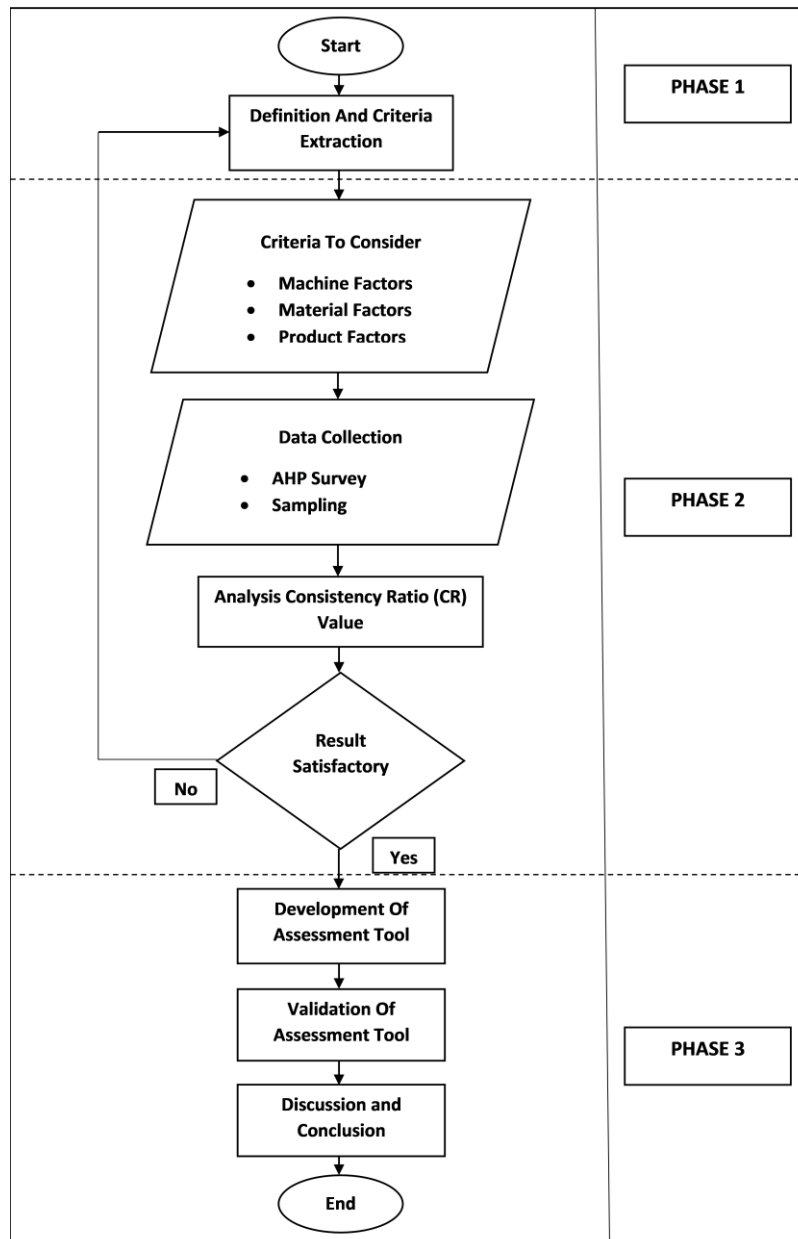 Start
PHASE 1
Definition And Criteria
Extraction
Criteria To Consider
• Machine Factors
• Material Factors
• Product Factors
Data Collection
• AHP Survey
• Sampling
PHASE 2
Analysis Consistency Ratio (CR)
Value
Result
Satisfactory
No
Yes
Development Of
Assessment Tool
Validation Of
Assessment Tool
PHASE 3
Discussion and
Conclusion
End